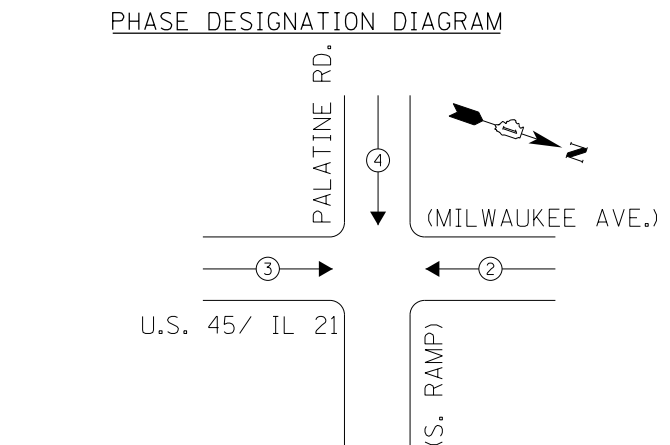 PHASE DESIGNATION DIAGRAM
PALATINE RD.
4
N
(MILWAUKEE AVE.)
3
2
U.S. 45/ IL 21
(S. RAMP)